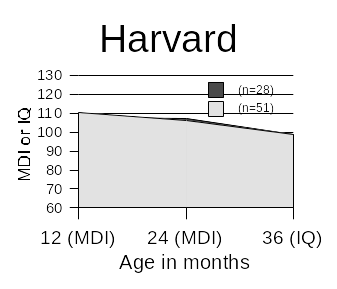 Harvard
130
120
110
100
90
80
70
60
MDI or IQ
(n=28)
(n=51)
12 (MDI) 24 (MDI) 36 (IQ)
Age in months